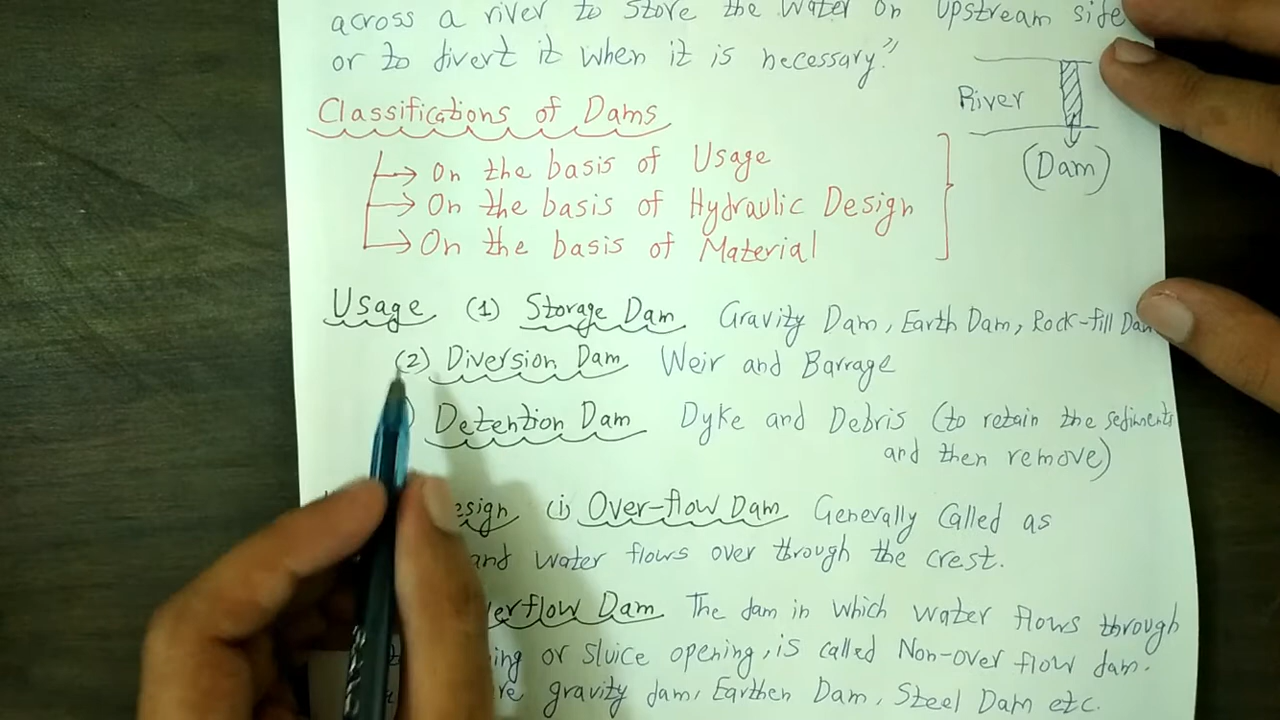 across a river to store the water on upstream side
or to divert it when it is necessary."
Classifications of Dams
River
(Dam)
On the basis of Usage
On the basis of Hydraulic Design
On the basis of Material
Usage (1) Storage Dam Gravity Dam, Earth Dam, Rock-fill Dam
(2) Diversion Dam Weir and Barrage
) Detention Dam Dyke and Debris (to retain the sediments
and then remove)
esign (i) Over-flow Dam Generally Called as
and water flows over through the crest.
erflow Dam The dam in which water flows through
ing or sluice opening, is called Non-over flow dam.
gravity dam, Earthen Dam, Steel Dam etc.